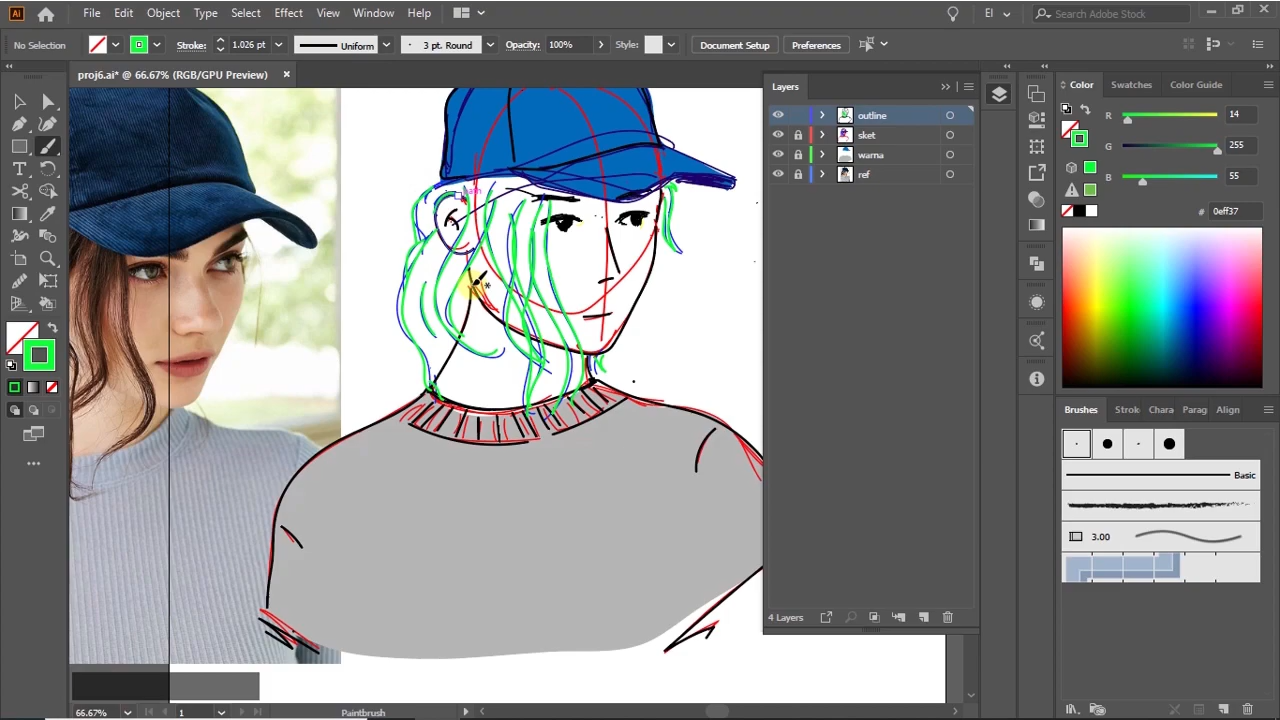 Ai File Edit Object Type Select Effect View Window Help El Search Adobe Stock
No Selection Stroke: 1.026 pt Uniform 3 pt. Round Opacity: 100% Style: Document Setup Preferences
proj6.ai* @ 66.67% (RGB/GPU Preview)
Layers
outline
sket
warna
ref
4 Layers
Color Swatches Color Guide
R 14
G 255
B 55
# 0eff37
Brushes Strok Chara Parag Align
Basic
3.00
66.67% 1 Paintbrush